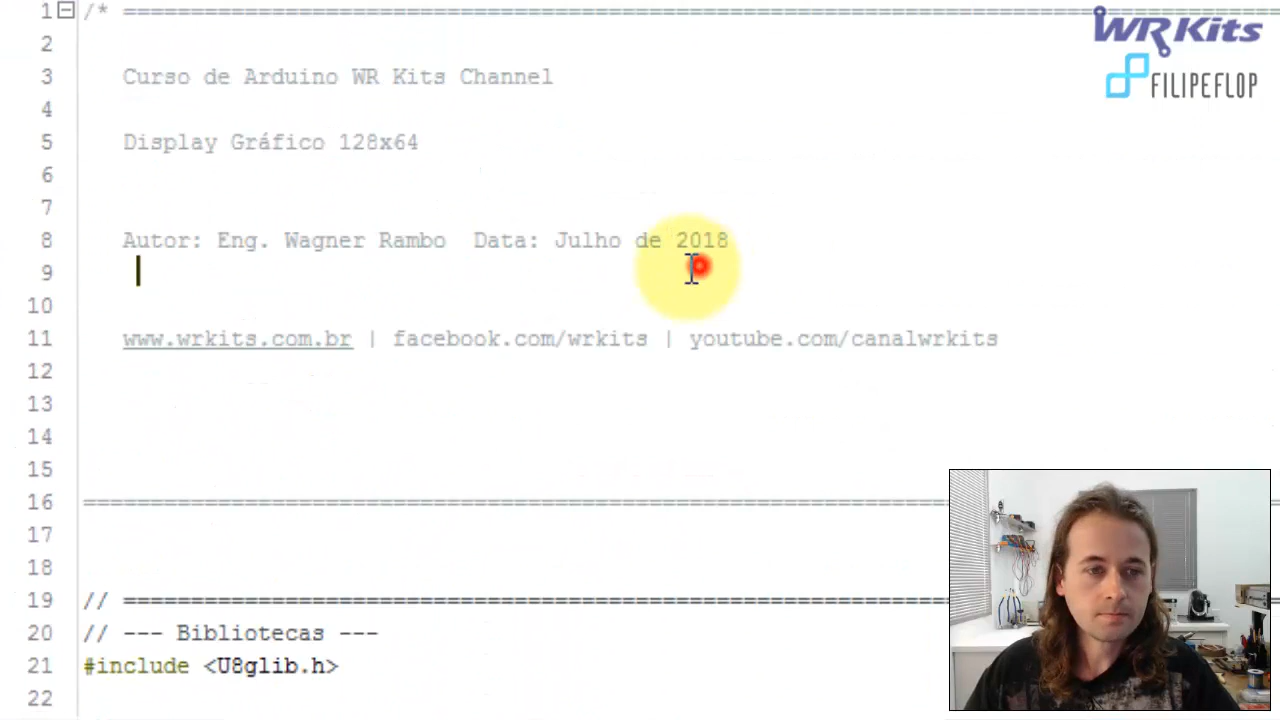 1 /* ================================================================================
WRKits
2
FILIPEFLOP
3 Curso de Arduino WR Kits Channel
4
5 Display Gráfico 128x64
6
7
8 Autor: Eng. Wagner Rambo Data: Julho de 2018
9
10
11 www.wrkits.com.br | facebook.com/wrkits | youtube.com/canalwrkits
12
13
14
15
16 ================================================================================
17
18
19 // ================================================================
20 // --- Bibliotecas ---
21 #include <U8glib.h>
22